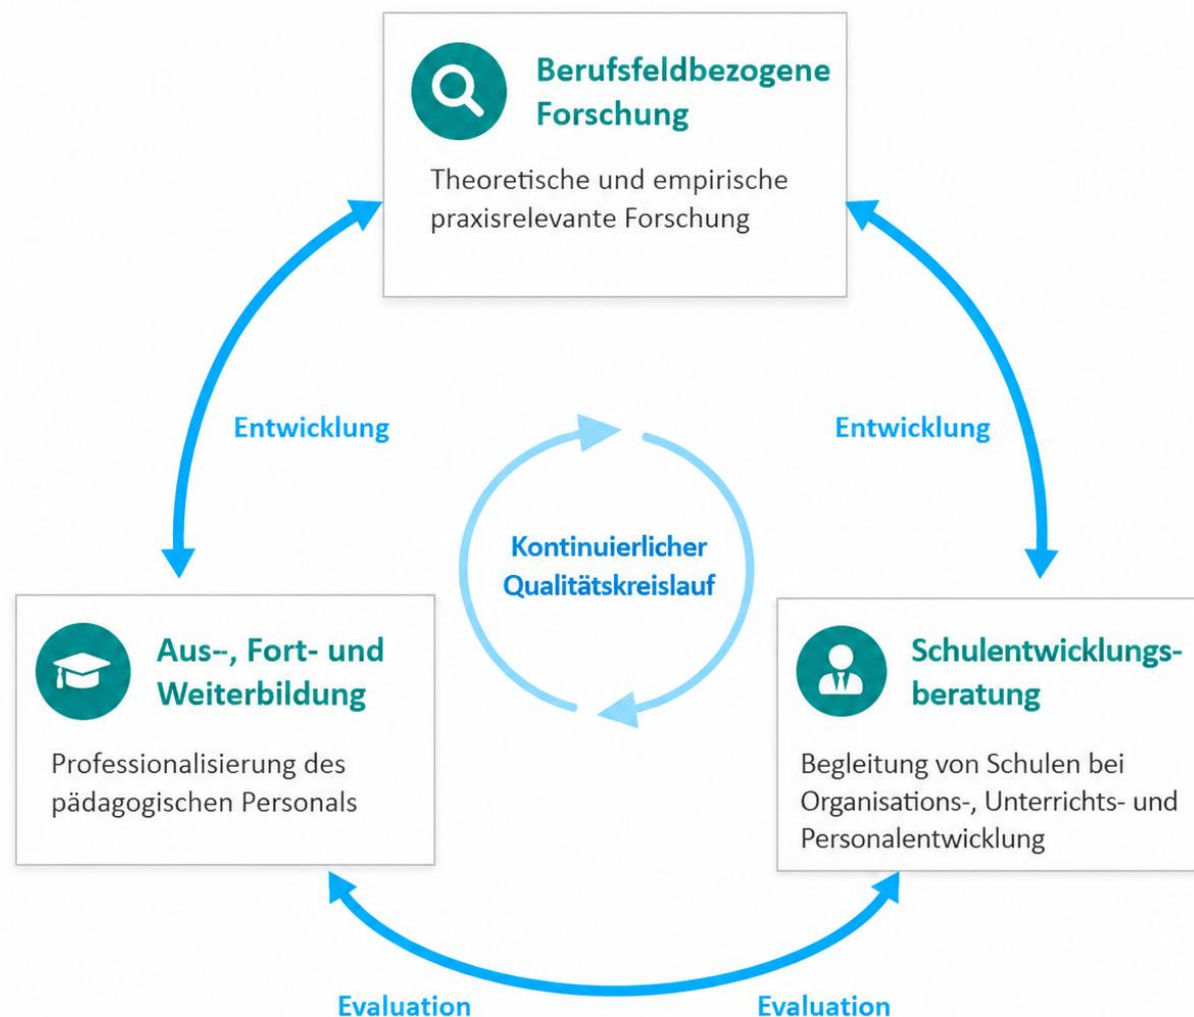 Berufsfeldbezogene
Forschung
Theoretische und empirische
praxisrelevante Forschung
Entwicklung
Entwicklung
Kontinuierlicher
Qualitätskreislauf
Aus--, Fort- und
Weiterbildung
Professionalisierung des
pädagogischen Personals
Schulentwicklungs-
beratung
Begleitung von Schulen bei
Organisations-, Unterrichts- und
Personalentwicklung
Evaluation
Evaluation